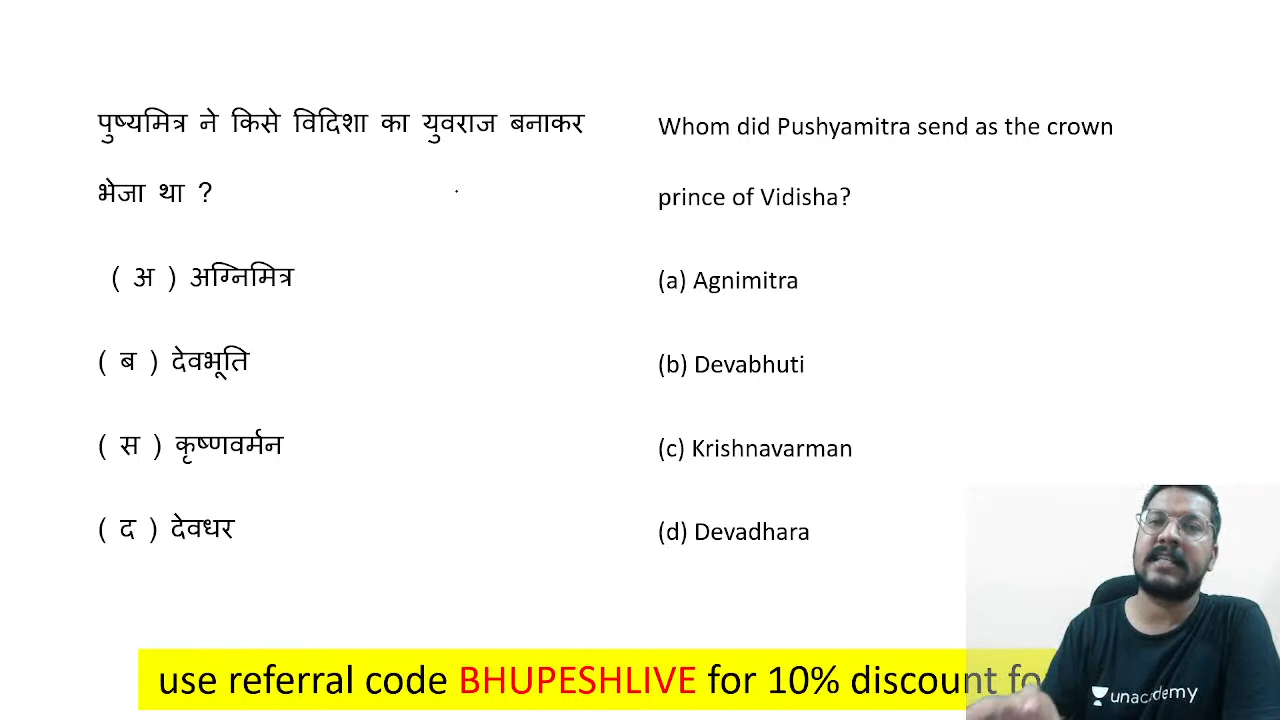 पुष्यमित्र ने किसे विदिशा का युवराज बनाकर
भेजा था ?
( अ ) अग्निमित्र
( ब ) देवभूति
( स ) कृष्णवर्मन
( द ) देवधर
Whom did Pushyamitra send as the crown
prince of Vidisha?
(a) Agnimitra
(b) Devabhuti
(c) Krishnavarman
(d) Devadhara
use referral code BHUPESHLIVE for 10% discount fo
unacademy